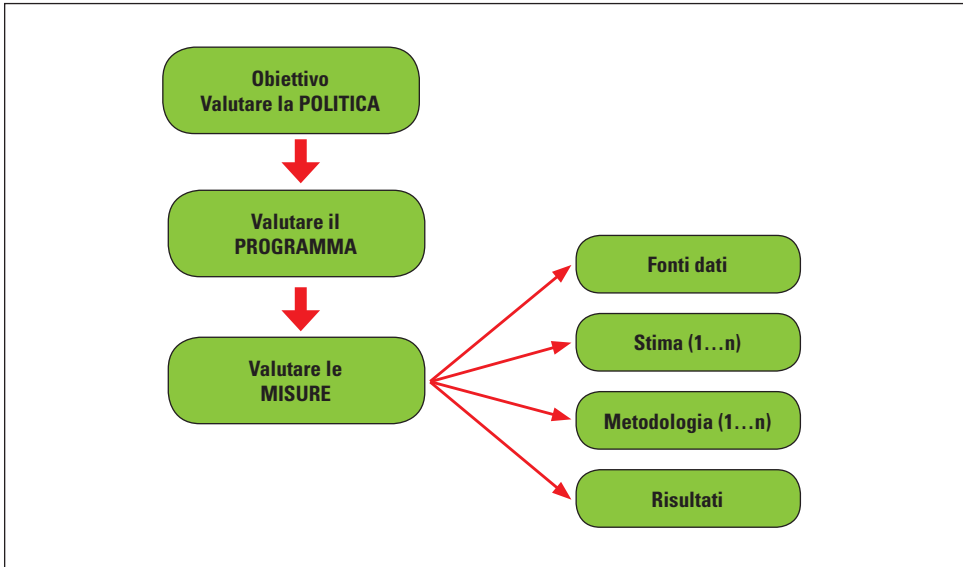 Obiettivo
Valutare la POLITICA
Valutare il
PROGRAMMA
Valutare le
MISURE
Fonti dati
Stima (1…n)
Metodologia (1…n)
Risultati